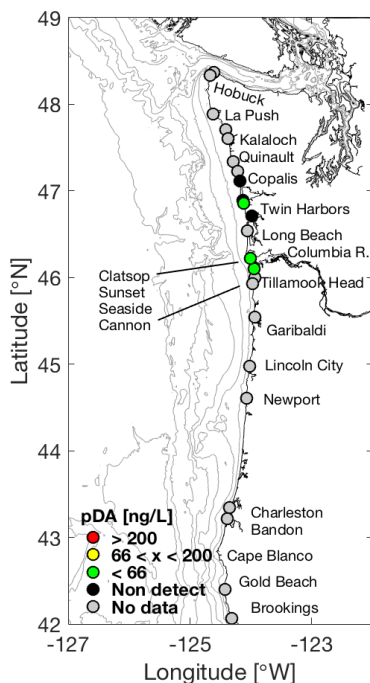 49
48
47
46
45
44
43
42
Latitude [°N]
Hobuck
La Push
Kalaloch
Quinault
Copalis
Twin Harbors
Long Beach
Columbia R.
Clatsop
Sunset
Seaside
Cannon
Tillamook Head
Garibaldi
Lincoln City
Newport
Charleston
Bandon
Cape Blanco
Gold Beach
Brookings
pDA [ng/L]
> 200
66 < x < 200
< 66
Non detect
No data
-127
-125
-123
Longitude [°W]